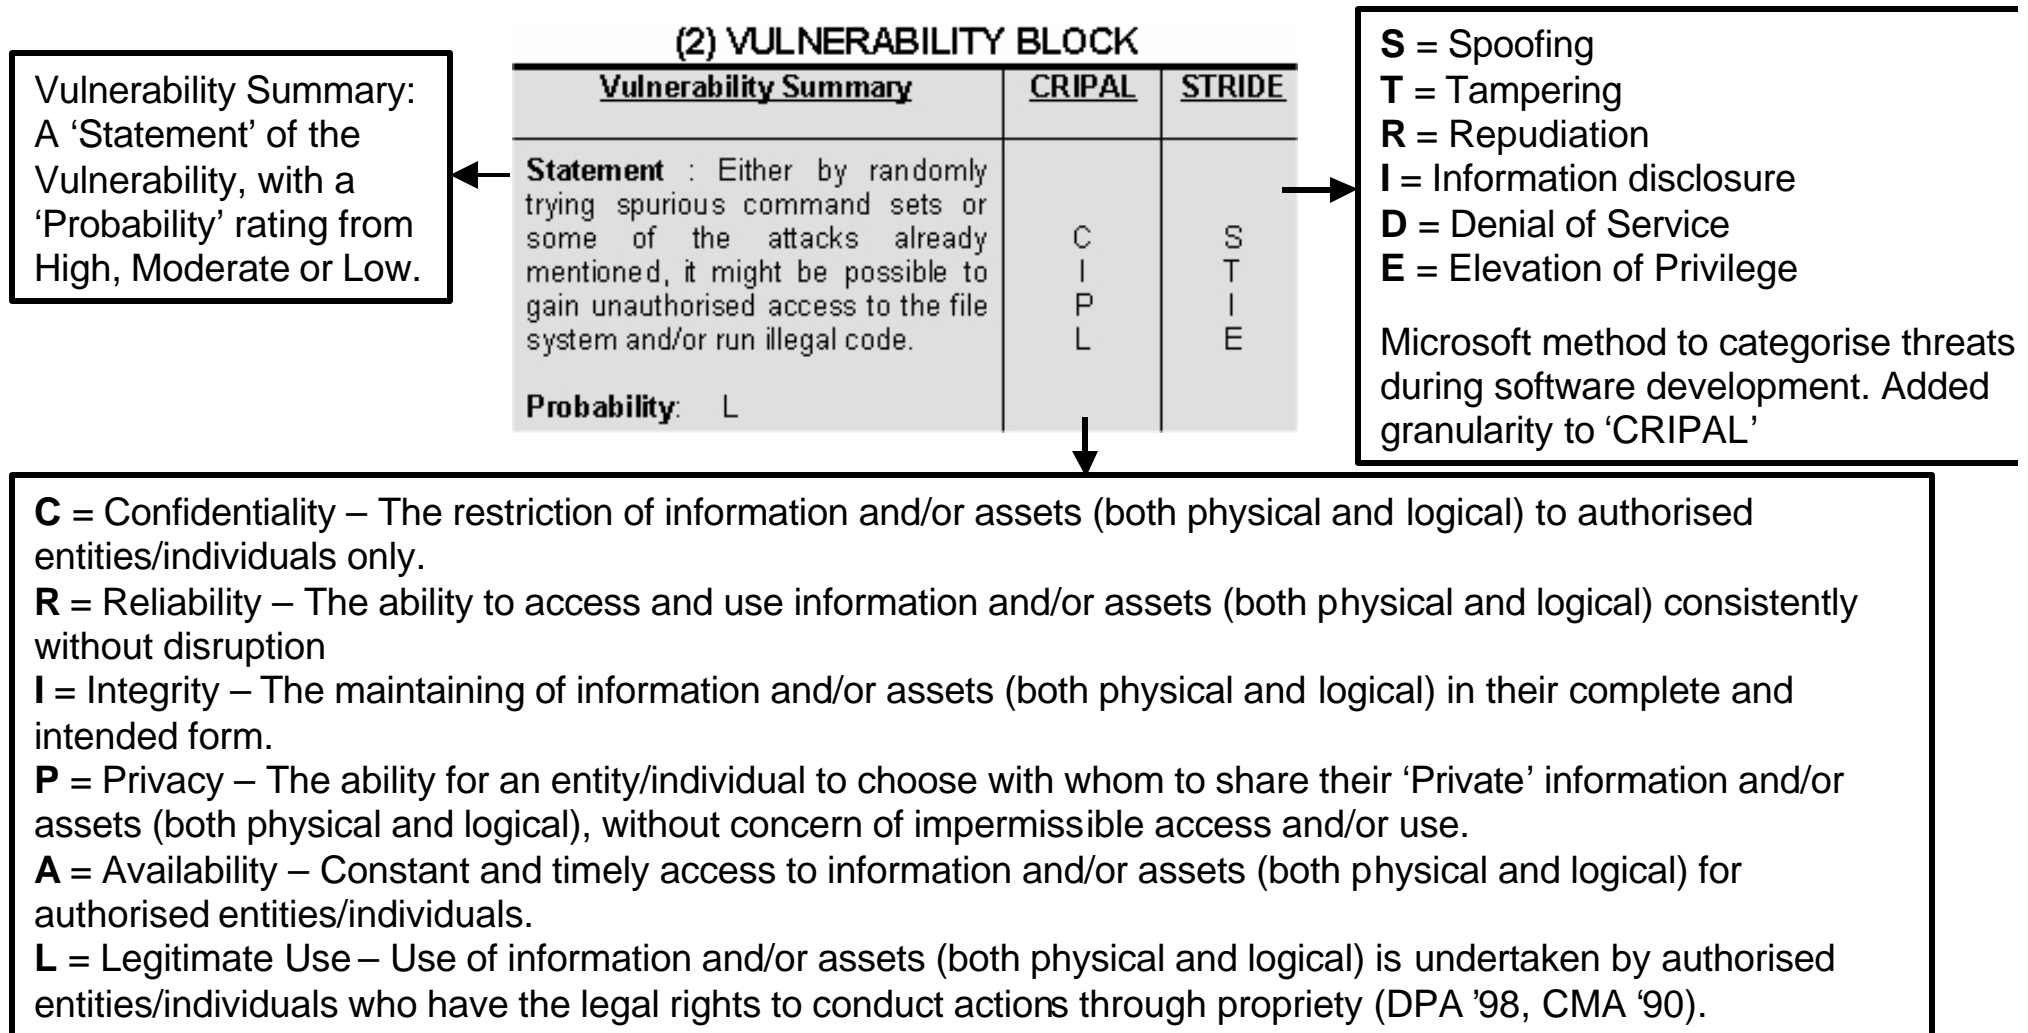 (2) VULNERABILITY BLOCK
Vulnerability Summary:
A ‘Statement’ of the
Vulnerability, with a
‘Probability’ rating from
High, Moderate or Low.
Vulnerability Summary
CRIPAL
STRIDE
Statement : Either by randomly
trying spurious command sets or
some of the attacks already
mentioned, it might be possible to
gain unauthorised access to the file
system and/or run illegal code.
Probability: L
C
I
P
L
S
T
I
E
S = Spoofing
T = Tampering
R = Repudiation
I = Information disclosure
D = Denial of Service
E = Elevation of Privilege
Microsoft method to categorise threats
during software development. Added
granularity to ‘CRIPAL’
C = Confidentiality – The restriction of information and/or assets (both physical and logical) to authorised
entities/individuals only.
R = Reliability – The ability to access and use information and/or assets (both physical and logical) consistently
without disruption
I = Integrity – The maintaining of information and/or assets (both physical and logical) in their complete and
intended form.
P = Privacy – The ability for an entity/individual to choose with whom to share their ‘Private’ information and/or
assets (both physical and logical), without concern of impermissible access and/or use.
A = Availability – Constant and timely access to information and/or assets (both physical and logical) for
authorised entities/individuals.
L = Legitimate Use – Use of information and/or assets (both physical and logical) is undertaken by authorised
entities/individuals who have the legal rights to conduct actions through propriety (DPA ’98, CMA ‘90).